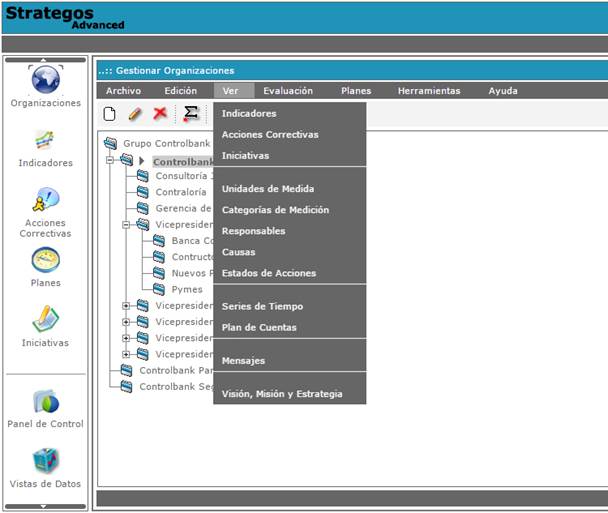 Strategos
Advanced
..:: Gestionar Organizaciones
Archivo Edición Ver Evaluación Planes Herramientas Ayuda
Organizaciones
Indicadores
Acciones
Correctivas
Planes
Iniciativas
Panel de Control
Vistas de Datos
Grupo Controlbank
Controlbank
Consultoría
Contraloría
Gerencia de
Vicepresiden
Banca Co
Contructo
Nuevos P
Pymes
Vicepresiden
Vicepresiden
Vicepresiden
Vicepresiden
Controlbank Par
Controlbank Seg
Indicadores
Acciones Correctivas
Iniciativas
Unidades de Medida
Categorías de Medición
Responsables
Causas
Estados de Acciones
Series de Tiempo
Plan de Cuentas
Mensajes
Visión, Misión y Estrategia